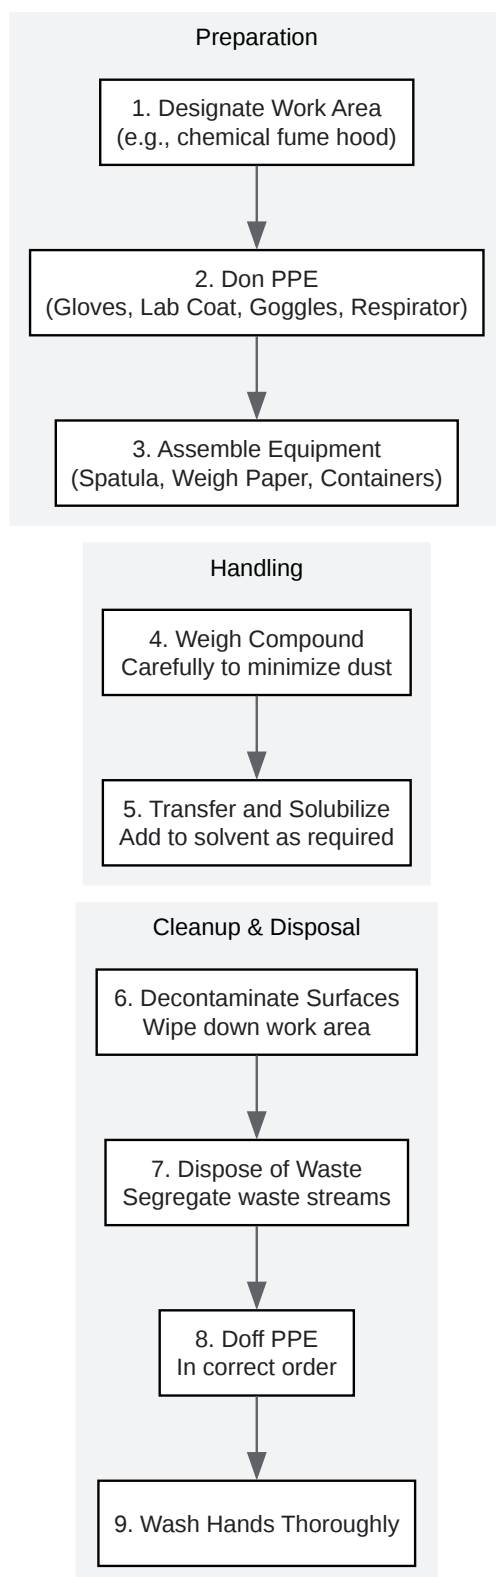 Preparation
1. Designate Work Area
(e.g., chemical fume hood)
2. Don PPE
(Gloves, Lab Coat, Goggles, Respirator)
3. Assemble Equipment
(Spatula, Weigh Paper, Containers)
Handling
4. Weigh Compound
Carefully to minimize dust
5. Transfer and Solubilize
Add to solvent as required
Cleanup & Disposal
6. Decontaminate Surfaces
Wipe down work area
7. Dispose of Waste
Segregate waste streams
8. Doff PPE
In correct order
9. Wash Hands Thoroughly